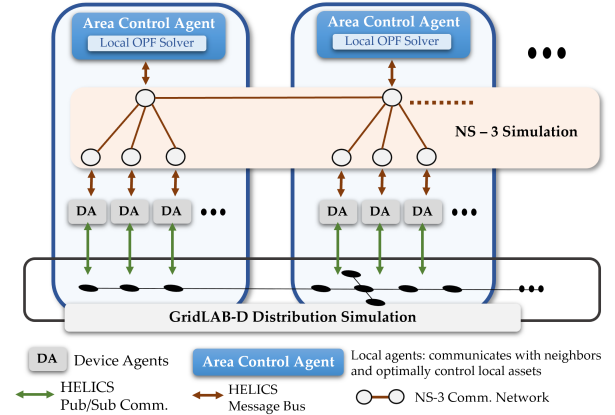 Area Control Agent
Local OPF Solver
Area Control Agent
Local OPF Solver
NS – 3 Simulation
DA DA DA
DA DA DA
GridLAB-D Distribution Simulation
DA Device Agents
Area Control Agent
Local agents: communicates with neighbors
and optimally control local assets
HELICS
Pub/Sub Comm.
HELICS
Message Bus
NS-3 Comm. Network